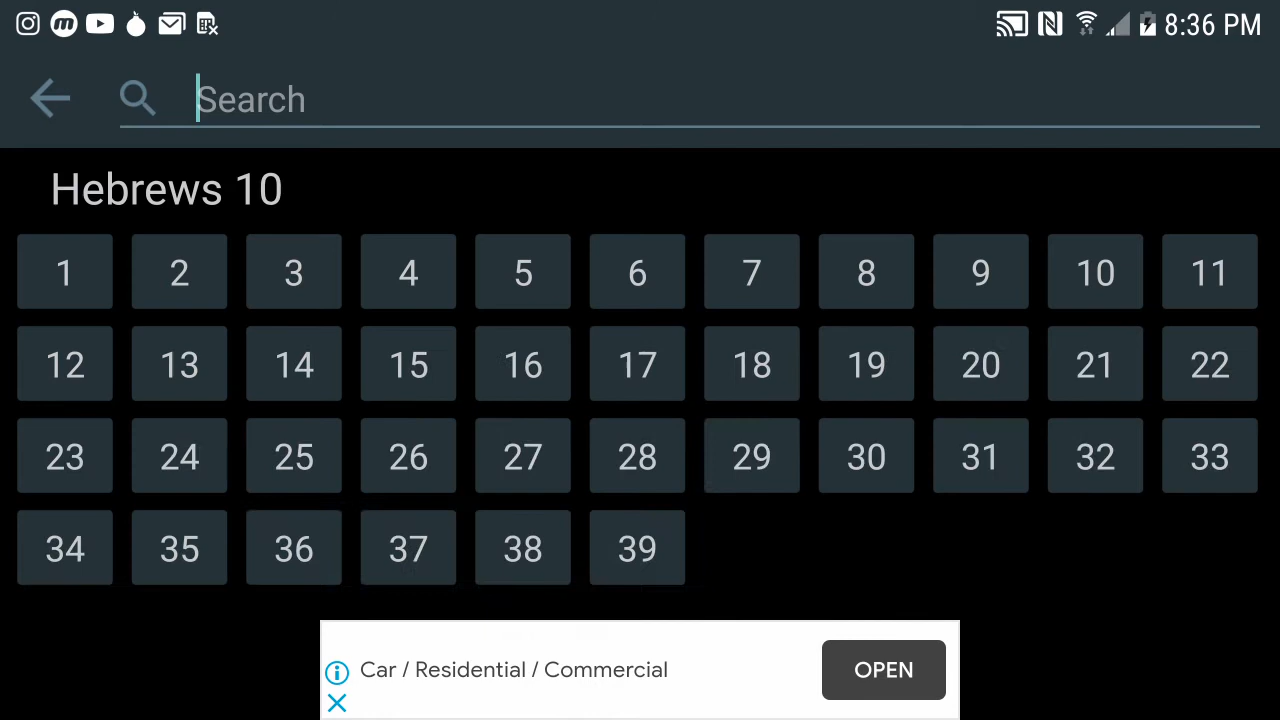 8:36 PM
Search
Hebrews 10
1 2 3 4 5 6 7 8 9 10 11
12 13 14 15 16 17 18 19 20 21 22
23 24 25 26 27 28 29 30 31 32 33
34 35 36 37 38 39
Car / Residential / Commercial
OPEN